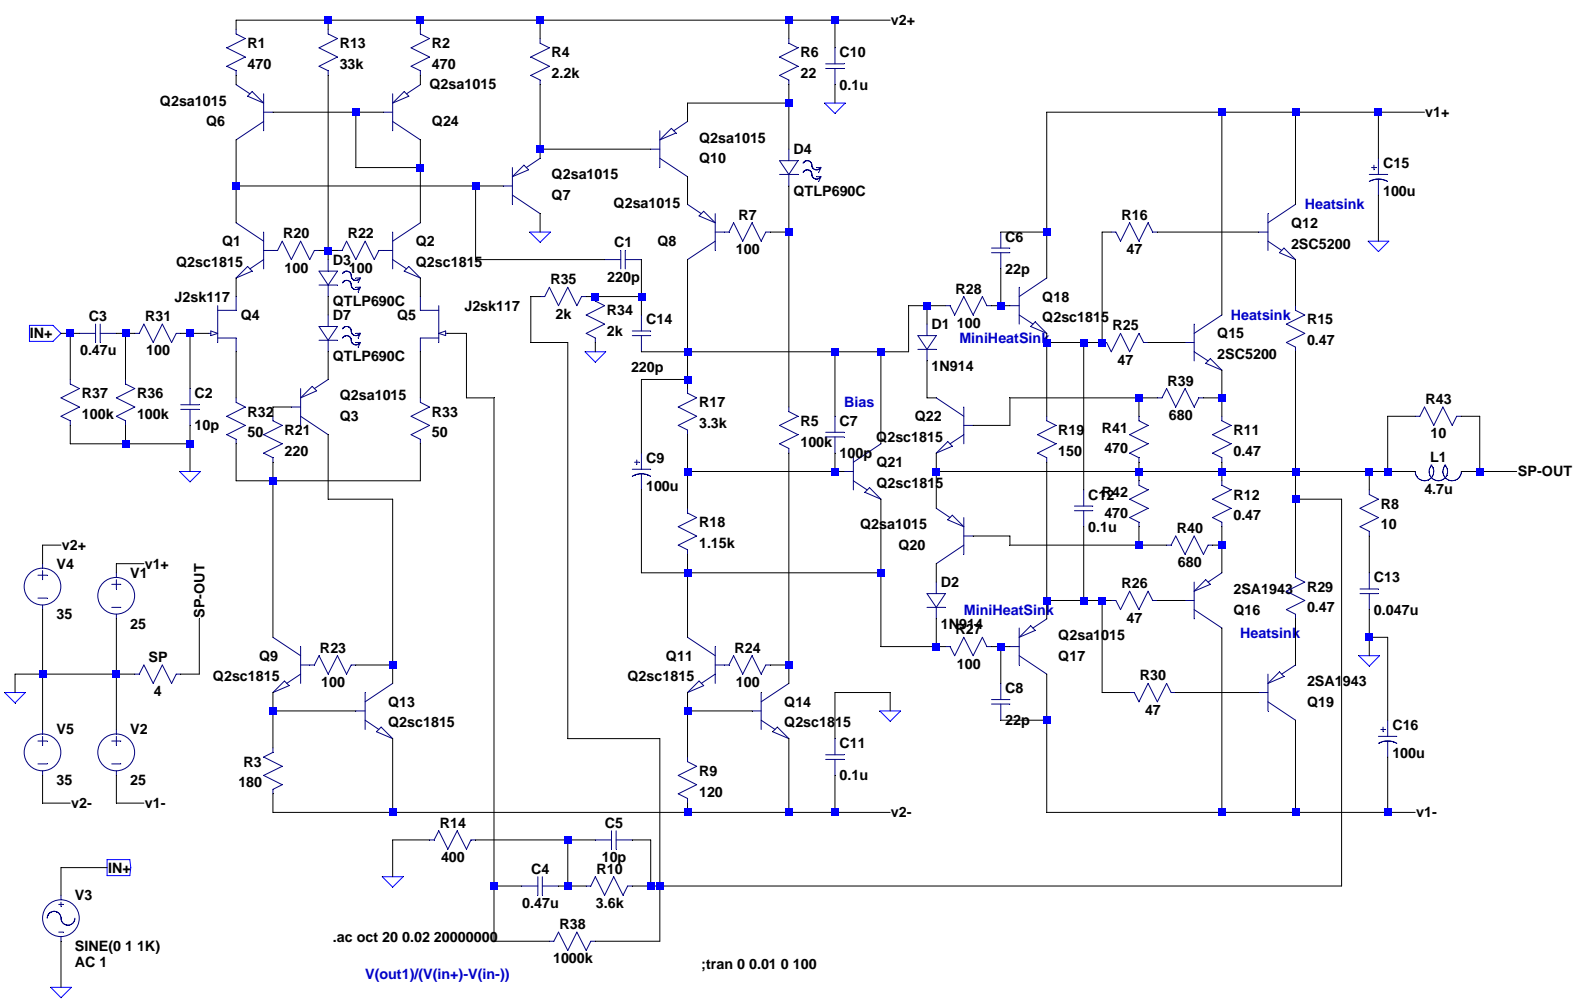 v2+
R1
470
R13
33k
R2
470
R4
2.2k
R6
22
C10
0.1u
Q2sa1015
Q6
Q2sa1015
Q24
v1+
Q2sa1015
Q7
Q2sa1015
Q10
D4
QTLP690C
C15
100u
Q2sa1015
Q8
R7
100
Heatsink
Q12
2SC5200
R16
47
Q1
Q2sc1815
R20
100
R22
100
Q2
Q2sc1815
D3
QTLP690C
C1
220p
C6
22p
J2sk117
Q4
D7
QTLP690C
Q5
J2sk117
R35
2k
R34
2k
C14
220p
R28
100
Q18
Q2sc1815
MiniHeatSink
D1
1N914
R25
47
Heatsink
Q15
2SC5200
R15
0.47
IN+
C3
0.47u
R31
100
R37
100k
R36
100k
C2
10p
R32
50
R21
220
Q2sa1015
Q3
R33
50
R17
3.3k
Bias
C7
100p
R5
100k
Q22
Q2sc1815
R39
680
R19
150
R41
470
R11
0.47
R43
10
C9
100u
Q21
Q2sc1815
L1
4.7u
SP-OUT
R18
1.15k
Q2sa1015
Q20
C12
0.1u
R42
470
R12
0.47
R40
680
R8
10
v2+
V4
35
v1+
V1
25
SP-OUT
D2
1N914
MiniHeatSink
R26
47
2SA1943
Q16
Heatsink
R29
0.47
C13
0.047u
SP
4
Q9
Q2sc1815
R23
100
Q11
Q2sc1815
R24
100
R27
100
Q2sa1015
Q17
R30
47
2SA1943
Q19
Q13
Q2sc1815
Q14
Q2sc1815
C8
22p
V5
35
V2
25
v2-
v1-
R3
180
R9
120
C11
0.1u
C16
100u
v2-
v1-
R14
400
C5
10p
IN+
C4
0.47u
R10
3.6k
V3
SINE(0 1 1K)
AC 1
R38
1000k
.ac oct 20 0.02 20000000
V(out1)/(V(in+)-V(in-))
;tran 0 0.01 0 100